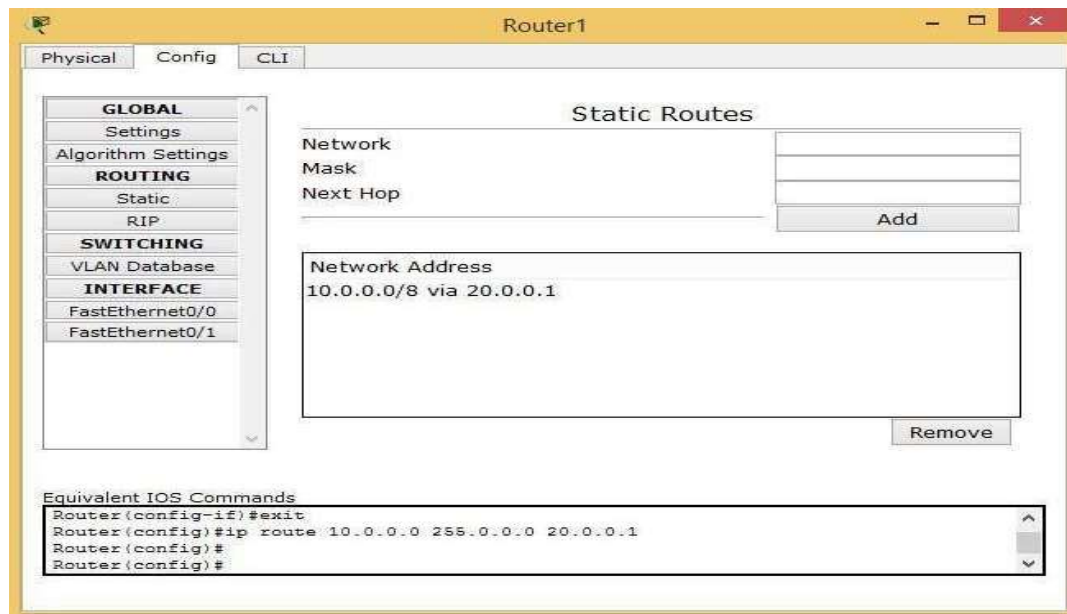 Router1
Physical Config CLI
GLOBAL
Settings
Algorithm Settings
ROUTING
Static
RIP
SWITCHING
VLAN Database
INTERFACE
FastEthernet0/0
FastEthernet0/1
Static Routes
Network
Mask
Next Hop
Add
Network Address
10.0.0.0/8 via 20.0.0.1
Remove
Equivalent IOS Commands
Router(config-if)#exit
Router(config)#ip route 10.0.0.0 255.0.0.0 20.0.0.1
Router(config)#
Router(config)#